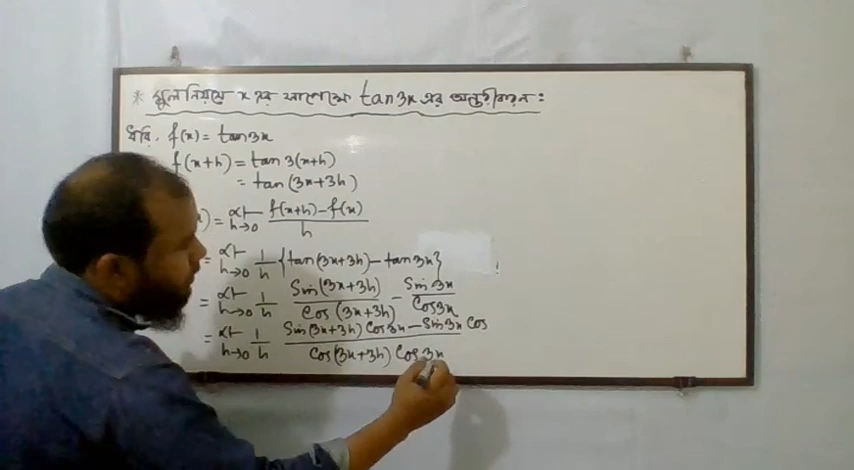 * মূল নিয়মে x এর সাপেক্ষে tan3x এর অন্তরীকরণ :
ধরি, f(x) = tan3x
f(x+h) = tan 3(x+h)
= tan (3x+3h)
) = Lt h→0 f(x+h) - f(x) / h
= Lt h→0 1/h {tan(3x+3h) - tan3x}
= Lt h→0 1/h Sin(3x+3h) / Cos (3x+3h) - Sin3x / Cos3x
= Lt h→0 1/h Sin(3x+3h) Cos3x - Sin3x Cos / Cos(3x+3h) Cos3x